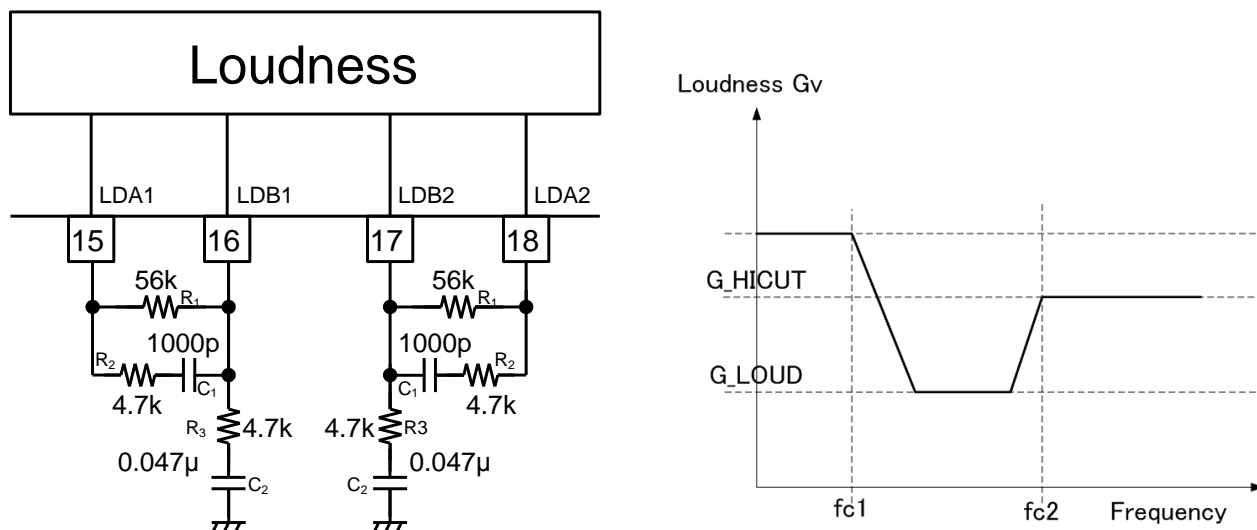 Loudness
LDA1 LDB1 LDB2 LDA2
15 16 17 18
56k 56k
R1 R1
1000p 1000p
R2 C1 C1 R2
4.7k 4.7k
R3 4.7k 4.7k R3
0.047μ 0.047μ
C2 C2
Loudness Gv
G_HICUT
G_LOUD
fc1 fc2 Frequency